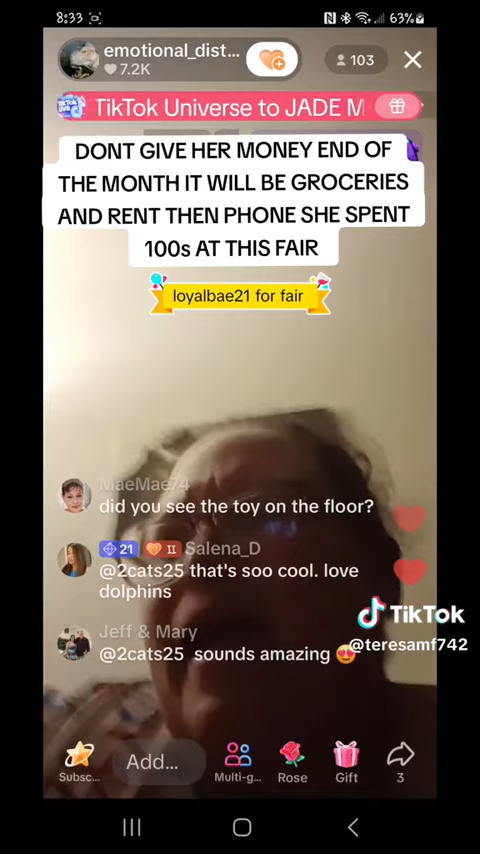 8:33
63%
emotional_dist...
7.2K
103
TikTok Universe to JADE M
DONT GIVE HER MONEY END OF
THE MONTH IT WILL BE GROCERIES
AND RENT THEN PHONE SHE SPENT
100s AT THIS FAIR
loyalbae21 for fair
MaeMae74
did you see the toy on the floor?
21 II Salena_D
@2cats25 that's soo cool. love
dolphins
TikTok
Jeff & Mary
@teresamf742
@2cats25 sounds amazing 😍
Add...
Subsc...
Multi-g...
Rose
Gift
3